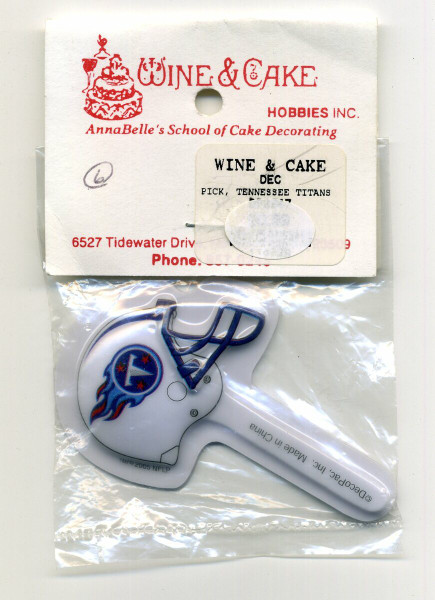 WINE & CAKE
HOBBIES INC.
AnnaBelle's School of Cake Decorating
6
WINE & CAKE
DEC
PICK, TENNESSEE TITANS
6527 Tidewater Drive
Phone:
T
©DecoPac, Inc. Made in China